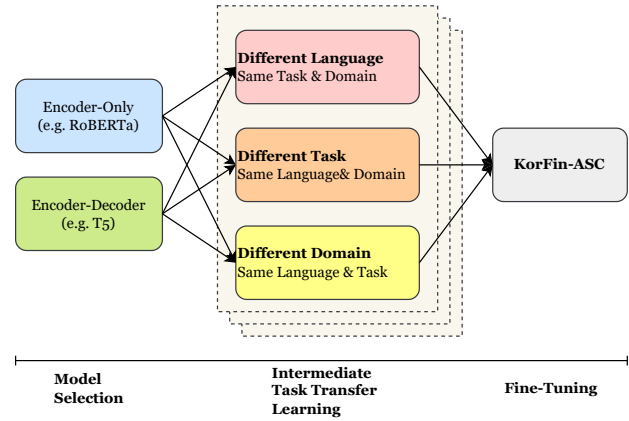 Encoder-Only
(e.g. RoBERTa)
Encoder-Decoder
(e.g. T5)
Different Language
Same Task & Domain
Different Task
Same Language& Domain
Different Domain
Same Language & Task
KorFin-ASC
Model
Selection
Intermediate
Task Transfer
Learning
Fine-Tuning